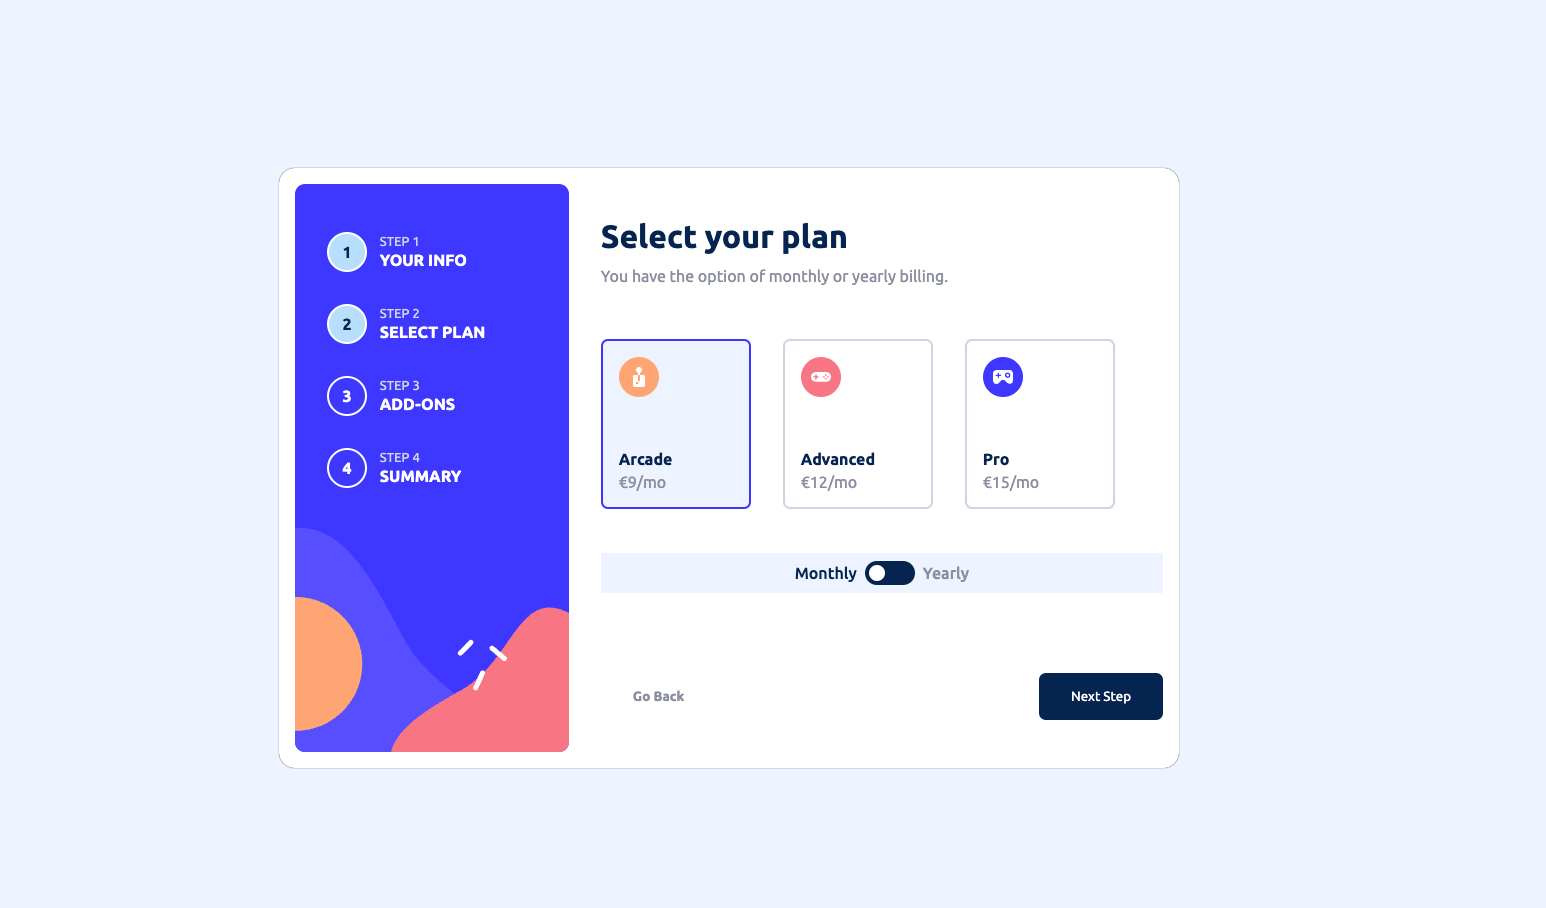 1
STEP 1
YOUR INFO
2
STEP 2
SELECT PLAN
3
STEP 3
ADD-ONS
4
STEP 4
SUMMARY
Select your plan
You have the option of monthly or yearly billing.
Arcade
€9/mo
Advanced
€12/mo
Pro
€15/mo
Monthly Yearly
Go Back
Next Step